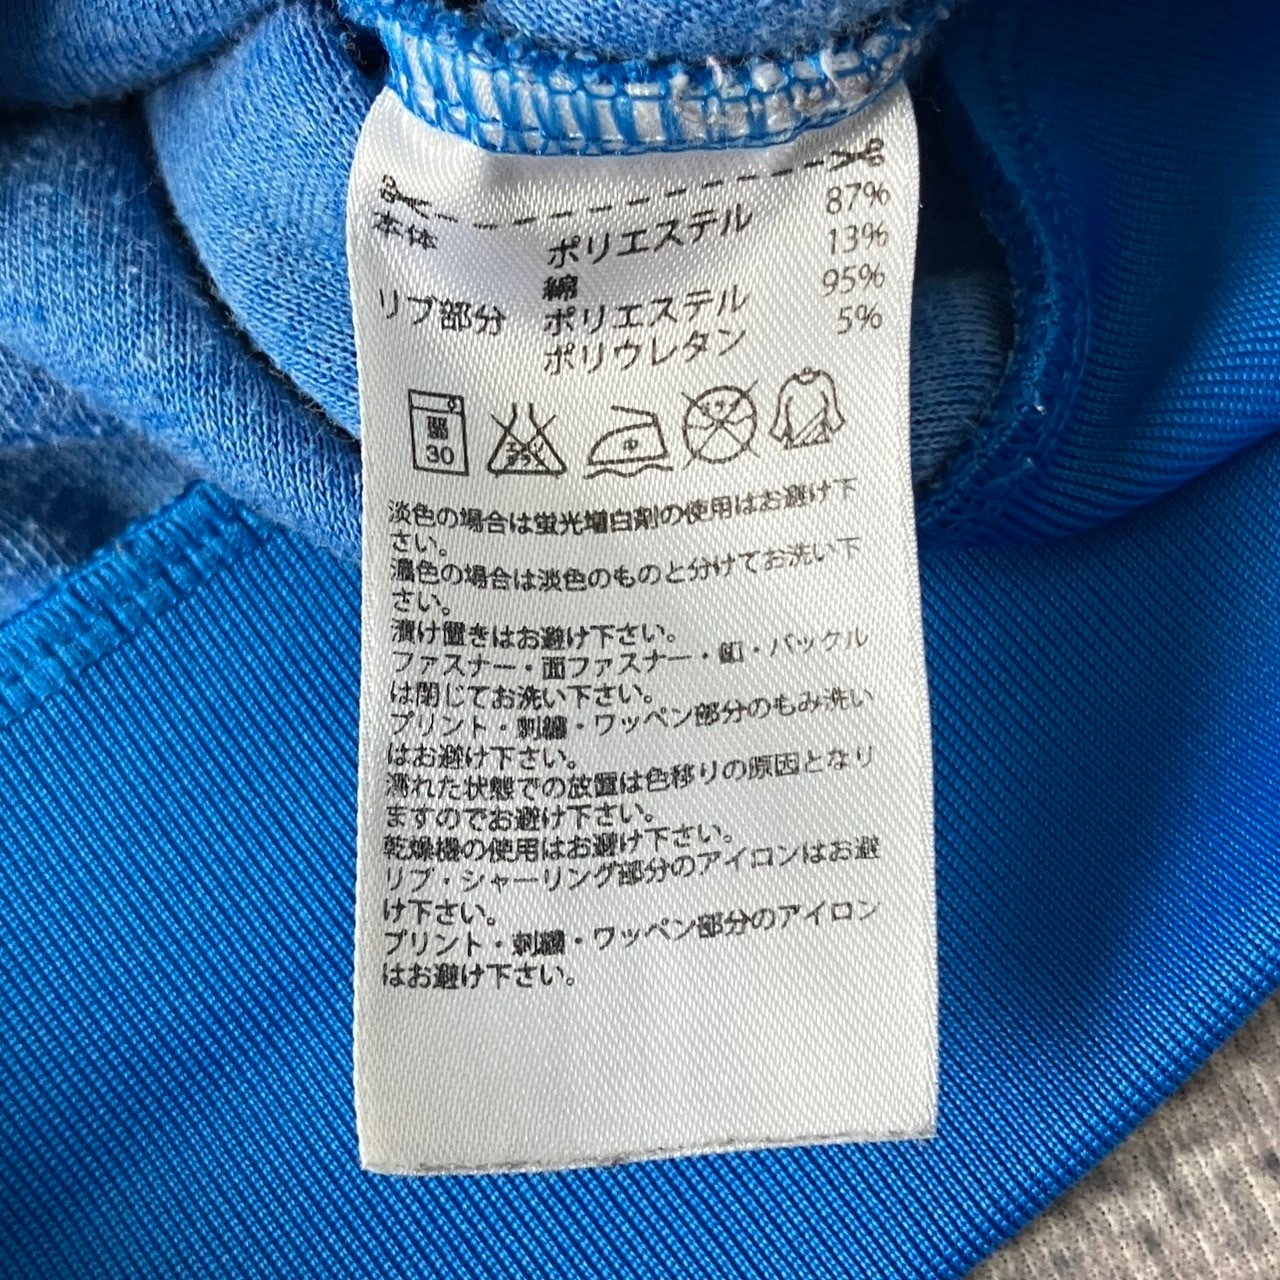 本体 ポリエステル 87%
綿 13%
リブ部分 ポリエステル 95%
ポリウレタン 5%
弱 30 エンソサラシ
淡色の場合は蛍光増白剤の使用はお避け下
さい。
濃色の場合は淡色のものと分けてお洗い下
さい。
漬け置きはお避け下さい。
ファスナー・面ファスナー・釦・バックル
は閉じてお洗い下さい。
プリント・刺繍・ワッペン部分のもみ洗い
はお避け下さい。
濡れた状態での放置は色移りの原因となり
ますのでお避け下さい。
乾燥機の使用はお避け下さい。
リブ・シャーリング部分のアイロンはお避
け下さい。
プリント・刺繍・ワッペン部分のアイロン
はお避け下さい。